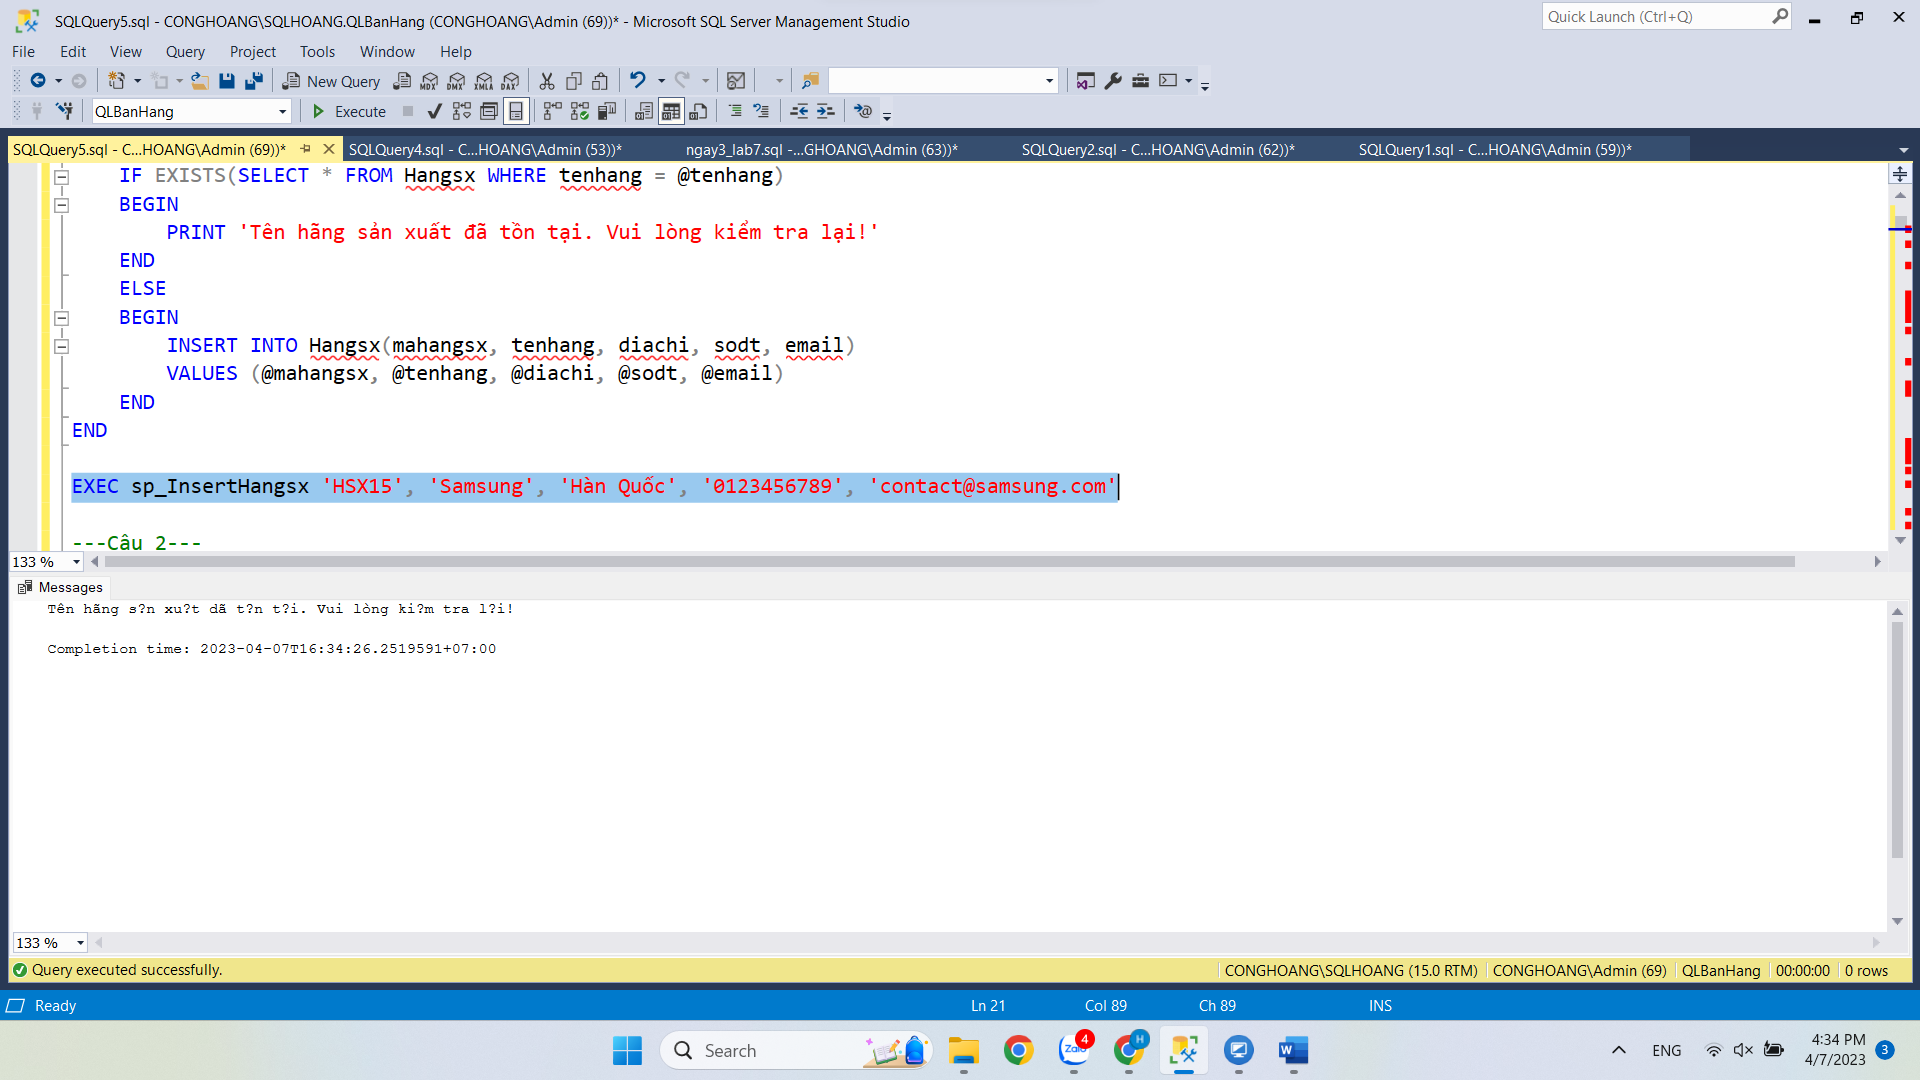 SQLQuery5.sql - CONGHOANG\SQLHOANG.QLBanHang (CONGHOANG\Admin (69))* - Microsoft SQL Server Management Studio
Quick Launch (Ctrl+Q)
File Edit View Query Project Tools Window Help
New Query MDX DMX XMLA DAX
QLBanHang Execute
SQLQuery5.sql - C...HOANG\Admin (69))* SQLQuery4.sql - C...HOANG\Admin (53))* ngay3_lab7.sql -...GHOANG\Admin (63))* SQLQuery2.sql - C...HOANG\Admin (62))* SQLQuery1.sql - C...HOANG\Admin (59))*
IF EXISTS(SELECT * FROM Hangsx WHERE tenhang = @tenhang)
BEGIN
PRINT 'Tên hãng sản xuất đã tồn tại. Vui lòng kiểm tra lại!'
END
ELSE
BEGIN
INSERT INTO Hangsx(mahangsx, tenhang, diachi, sodt, email)
VALUES (@mahangsx, @tenhang, @diachi, @sodt, @email)
END
END
EXEC sp_InsertHangsx 'HSX15', 'Samsung', 'Hàn Quốc', '0123456789', 'contact@samsung.com'
---Câu 2---
133 %
Messages
Tên hãng s?n xu?t dã t?n t?i. Vui lòng ki?m tra l?i!
Completion time: 2023-04-07T16:34:26.2519591+07:00
133 %
Query executed successfully. CONGHOANG\SQLHOANG (15.0 RTM) CONGHOANG\Admin (69) QLBanHang 00:00:00 0 rows
Ready Ln 21 Col 89 Ch 89 INS
Search Zalo 4 H W ENG 4:34 PM
4/7/2023 3